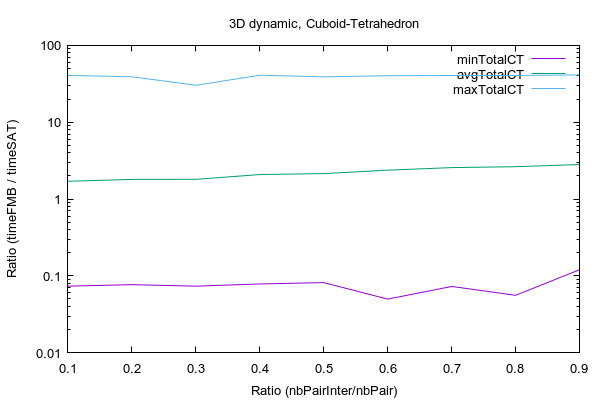 3D dynamic, Cuboid-Tetrahedron
minTotalCT
avgTotalCT
maxTotalCT
100
10
1
0.1
0.01
Ratio (timeFMB / timeSAT)
0.1 0.2 0.3 0.4 0.5 0.6 0.7 0.8 0.9
Ratio (nbPairInter/nbPair)